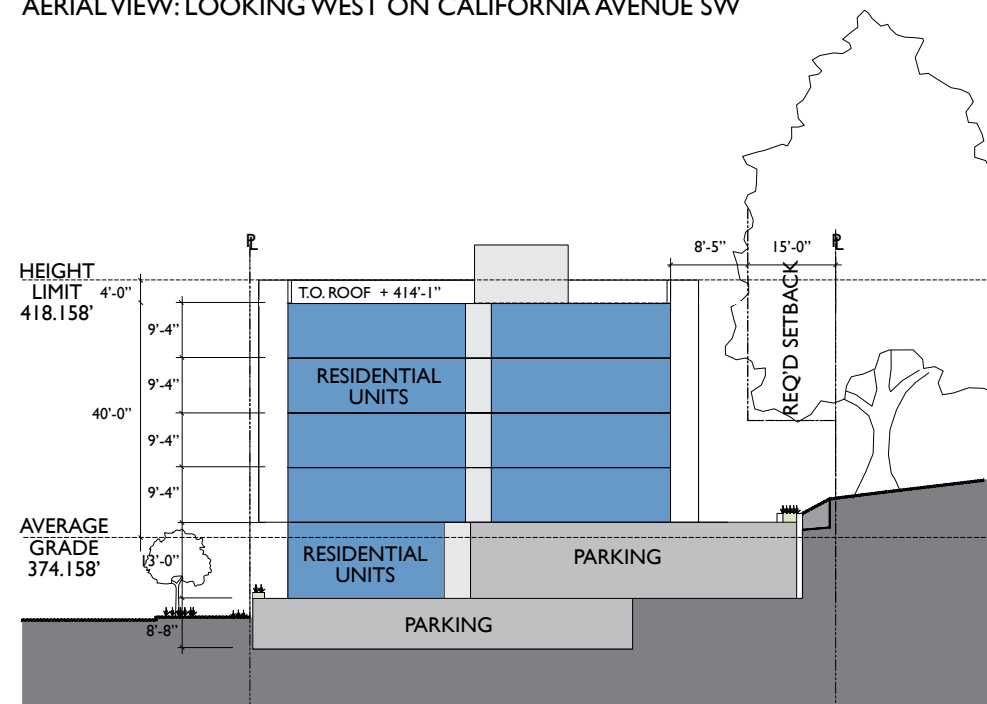 AERIAL VIEW: LOOKING WEST ON CALIFORNIA AVENUE SW
PL
PL
8'-5"
15'-0"
HEIGHT
LIMIT
418.158'
4'-0"
T.O. ROOF + 414'-1"
REQ'D SETBACK
9'-4"
9'-4"
9'-4"
9'-4"
40'-0"
RESIDENTIAL
UNITS
AVERAGE
GRADE
374.158'
13'-0"
RESIDENTIAL
UNITS
PARKING
8'-8"
PARKING